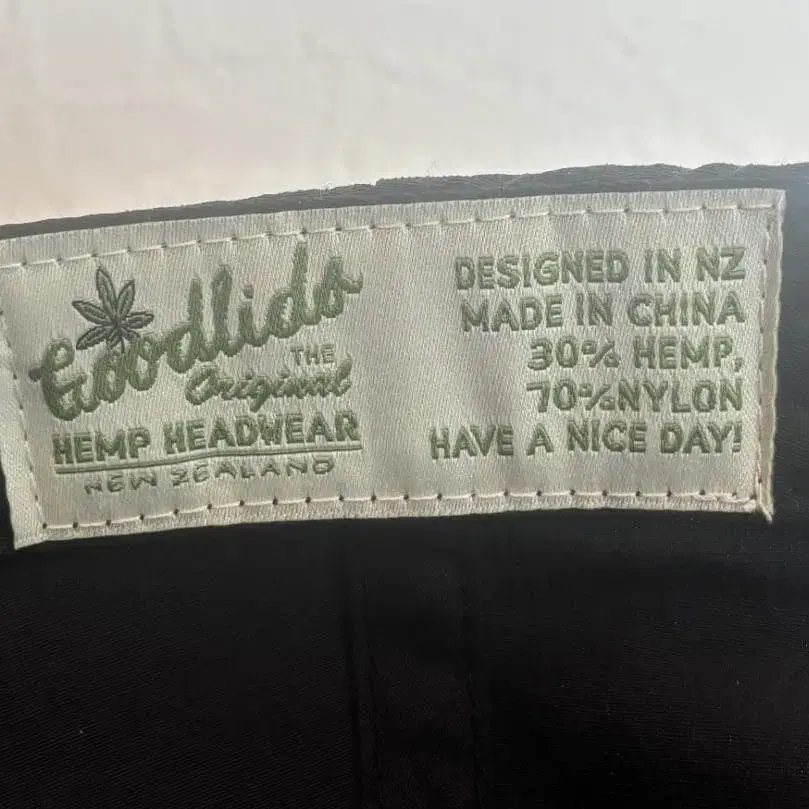 Goodlids
THE
Original
HEMP HEADWEAR
NEW ZEALAND
DESIGNED IN NZ
MADE IN CHINA
30% HEMP,
70%NYLON
HAVE A NICE DAY!